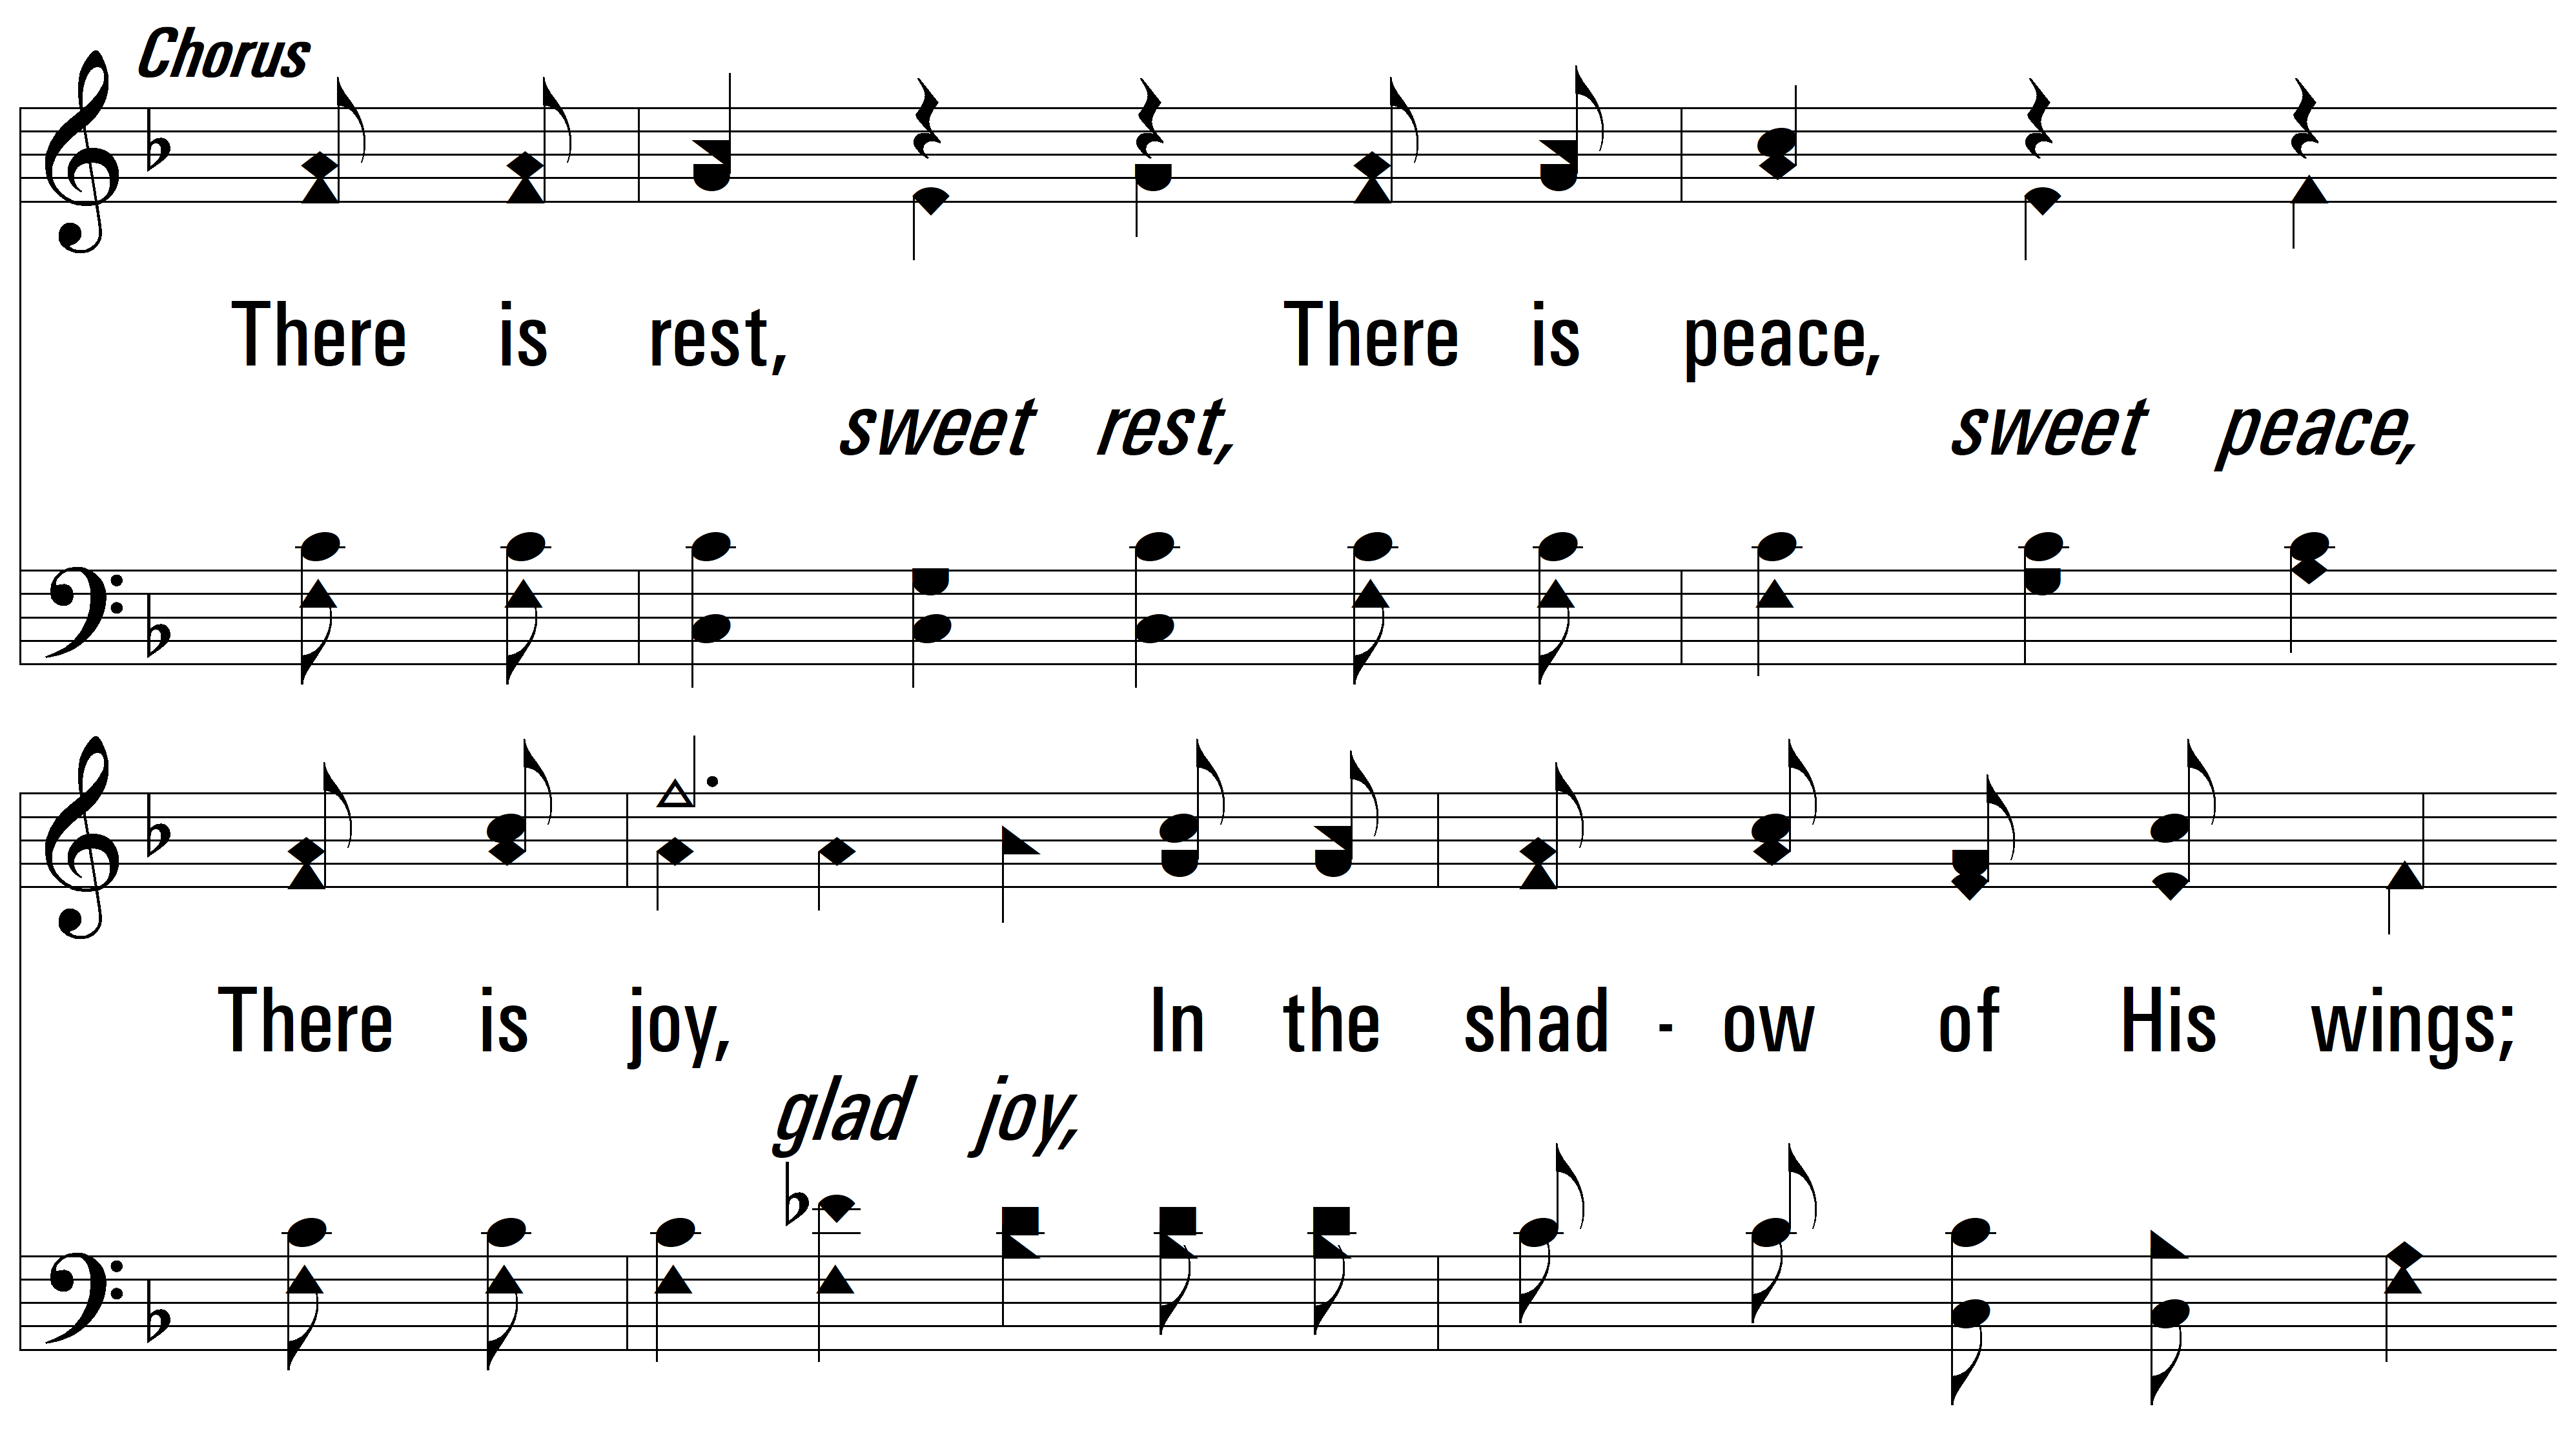 Chorus
There is rest, There is peace,
sweet rest, sweet peace,
There is joy, In the shad - ow of His wings;
glad joy,